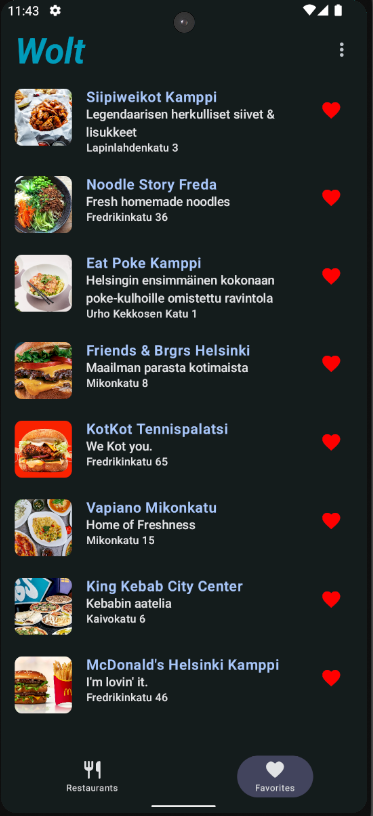 11:43
Wolt
Siipiweikot Kamppi
Legendaarisen herkulliset siivet &
lisukkeet
Lapinlahdenkatu 3
Noodle Story Freda
Fresh homemade noodles
Fredrikinkatu 36
Eat Poke Kamppi
Helsingin ensimmäinen kokonaan
poke-kulhoille omistettu ravintola
Urho Kekkosen Katu 1
Friends & Brgrs Helsinki
Maailman parasta kotimaista
Mikonkatu 8
KotKot Tennispalatsi
We Kot you.
Fredrikinkatu 65
Vapiano Mikonkatu
Home of Freshness
Mikonkatu 15
King Kebab City Center
Kebabin aatelia
Kaivokatu 6
McDonald's Helsinki Kamppi
I'm lovin' it.
Fredrikinkatu 46
Restaurants
Favorites